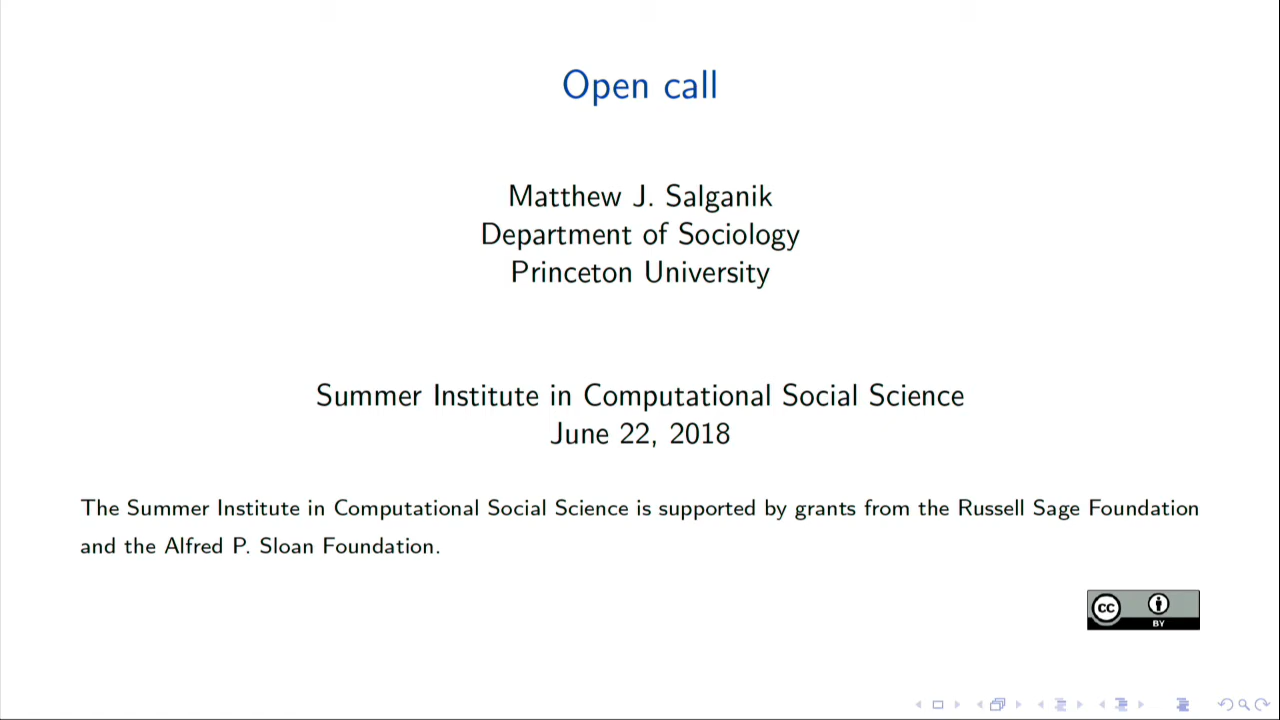 Open call
Matthew J. Salganik
Department of Sociology
Princeton University
Summer Institute in Computational Social Science
June 22, 2018
The Summer Institute in Computational Social Science is supported by grants from the Russell Sage Foundation
and the Alfred P. Sloan Foundation.
cc
BY